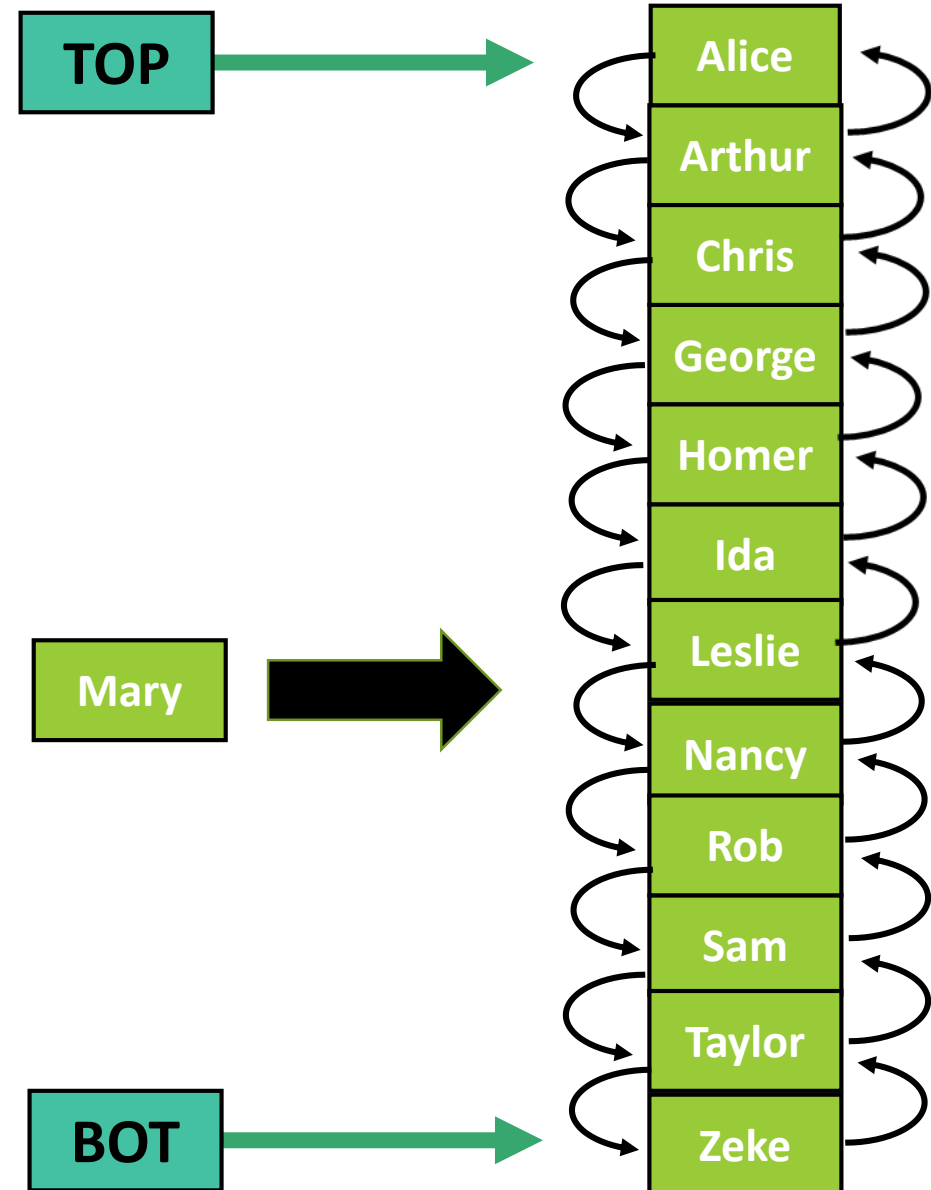 TOP
Alice
Arthur
Chris
George
Homer
Ida
Leslie
Mary
Nancy
Rob
Sam
Taylor
BOT
Zeke